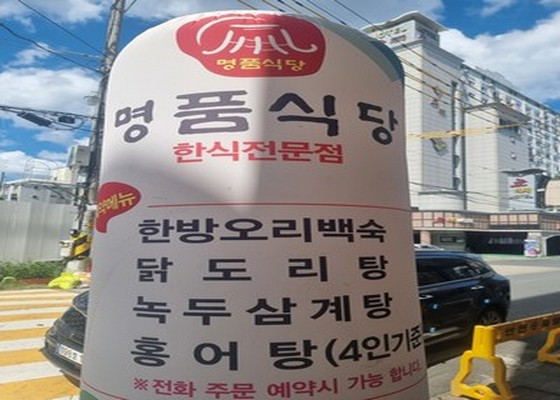 명품식당
명품식당
한식전문점
한방오리백숙
닭도리탕
녹두삼계탕
홍어탕(4인기준
※전화 주문 예약시 가능 합니다.